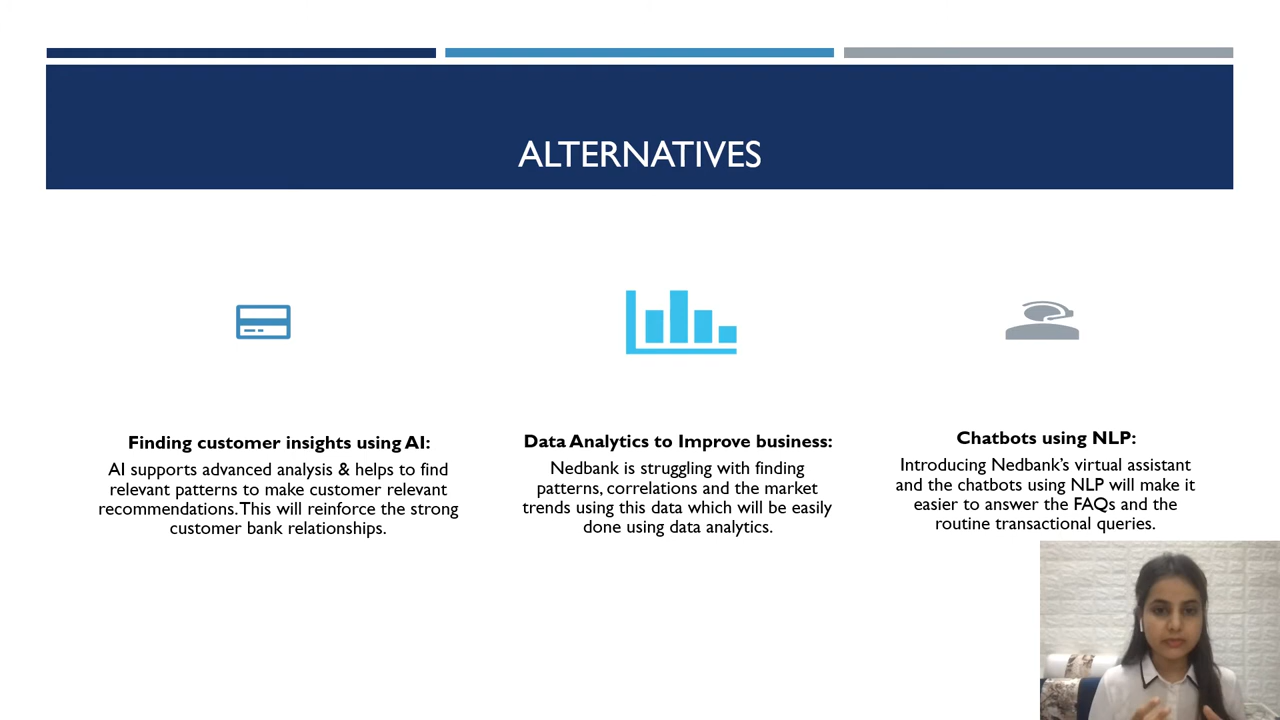 ALTERNATIVES
Finding customer insights using AI:
AI supports advanced analysis & helps to find
relevant patterns to make customer relevant
recommendations. This will reinforce the strong
customer bank relationships.
Data Analytics to Improve business:
Nedbank is struggling with finding
patterns, correlations and the market
trends using this data which will be easily
done using data analytics.
Chatbots using NLP:
Introducing Nedbank's virtual assistant
and the chatbots using NLP will make it
easier to answer the FAQs and the
routine transactional queries.